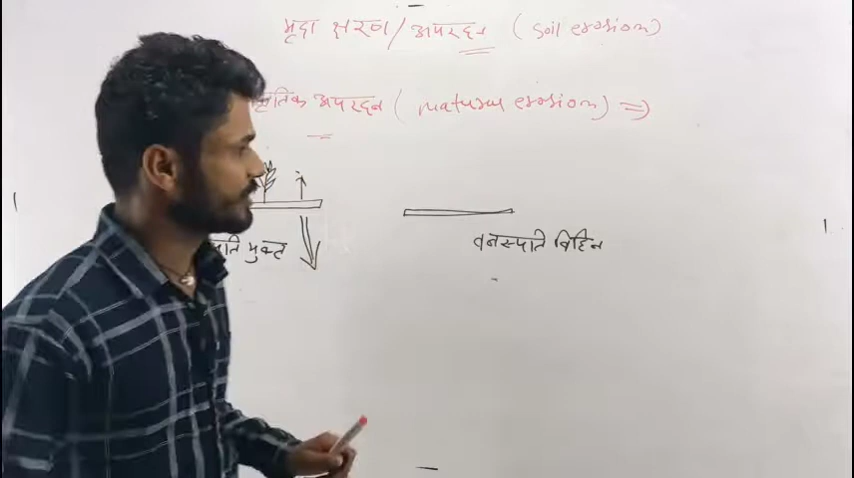 मृदा क्षरण/अपरदन (soil erosion)
तिक अपरदन (natural erosion) ⇒
ति मुक्त
वनस्पति विहिन